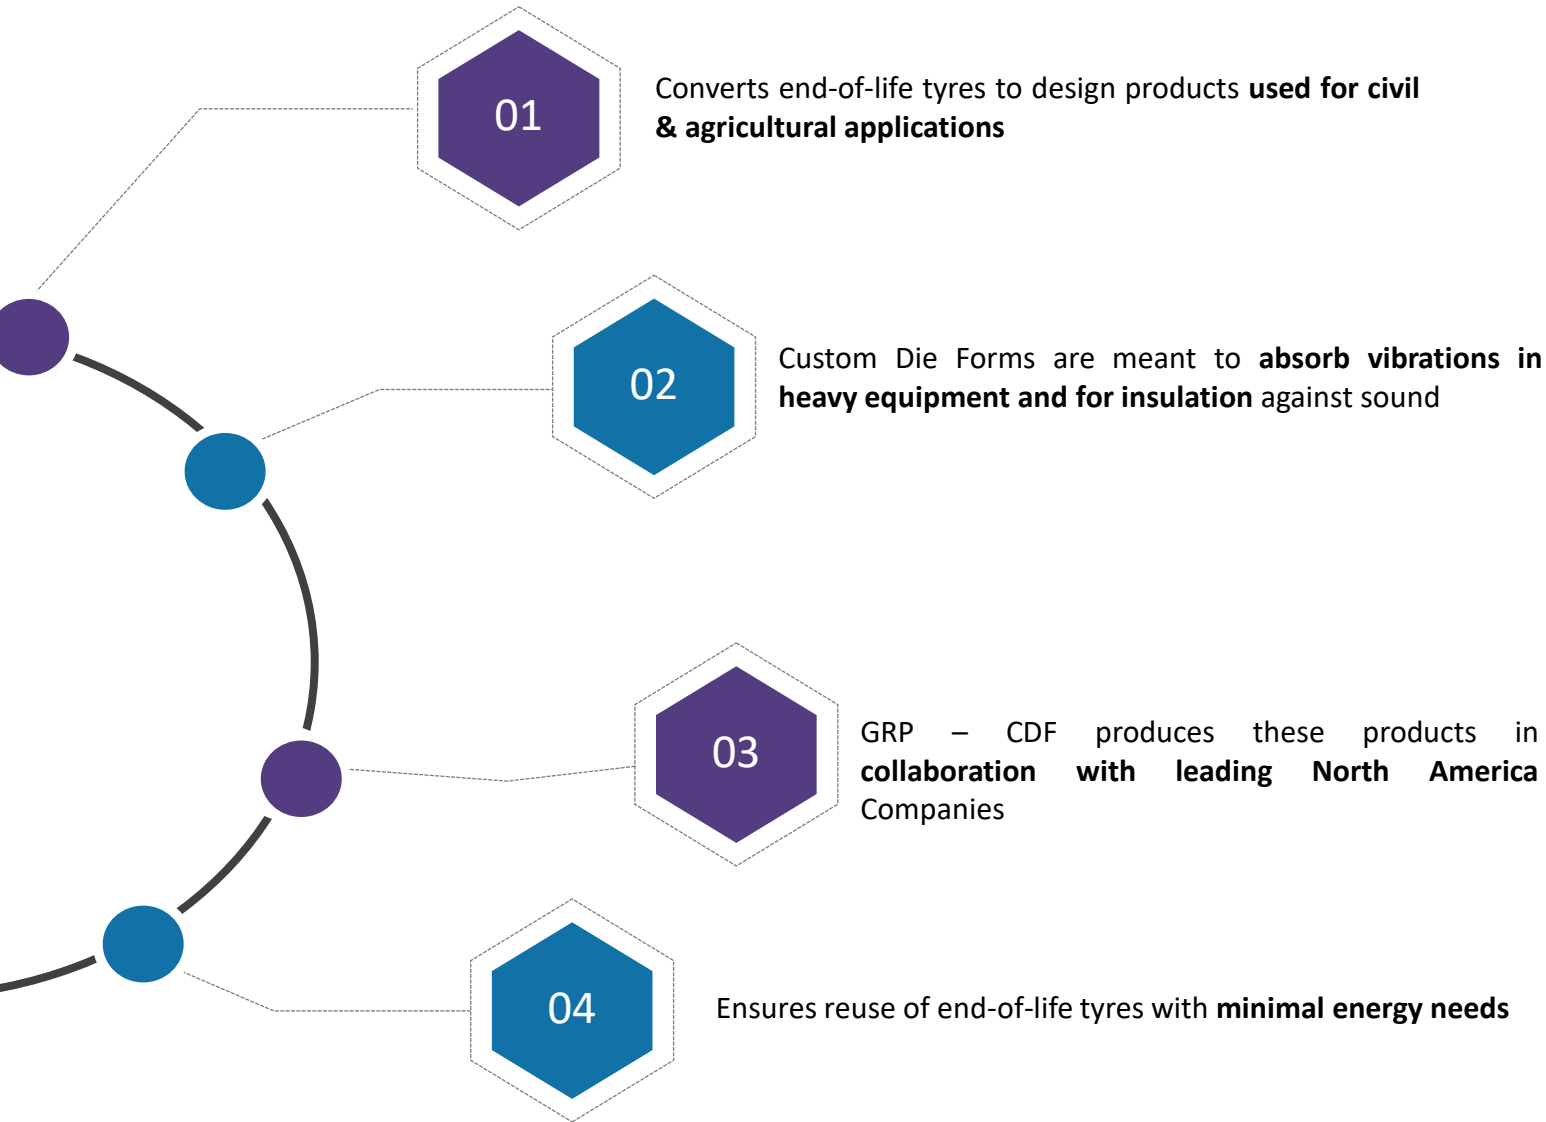 01
Converts end-of-life tyres to design products used for civil
& agricultural applications
02
Custom Die Forms are meant to absorb vibrations in
heavy equipment and for insulation against sound
03
GRP – CDF produces these products in
collaboration with leading North America
Companies
04
Ensures reuse of end-of-life tyres with minimal energy needs